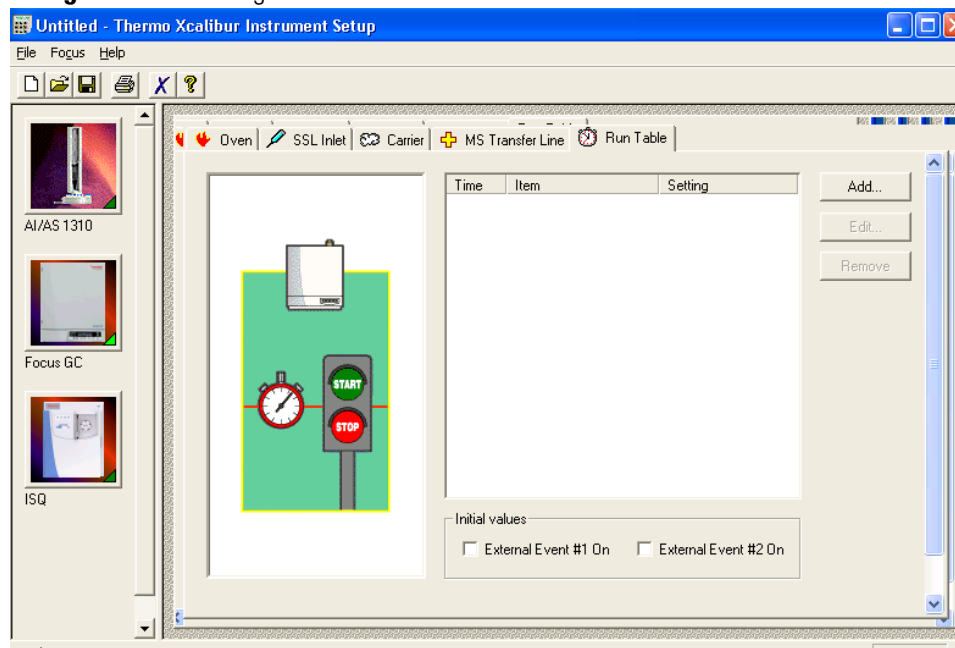 Untitled - Thermo Xcalibur Instrument Setup
File Focus Help
Oven SSL Inlet Carrier MS Transfer Line Run Table
Time Item Setting
Add...
Edit...
Remove
AI/AS 1310
Focus GC
ISQ
START
STOP
Initial values
External Event #1 On External Event #2 On